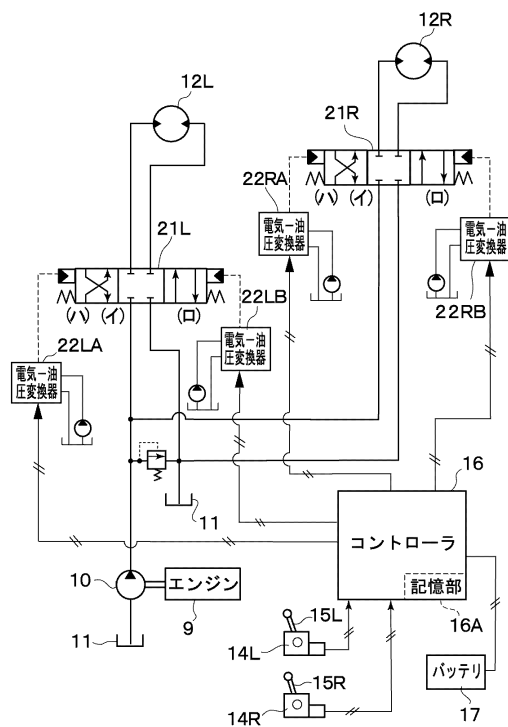 12R
12L
21R
22RA
(ハ) (イ) (ロ)
電気ー油
圧変換器
電気ー油
圧変換器
21L
22RB
22LB
(ハ) (イ) (ロ)
22LA
電気ー油
圧変換器
電気ー油
圧変換器
16
11
コントローラ
10
エンジン
記憶部
15L
16A
11
9
14L
15R
バッテリ
14R
17